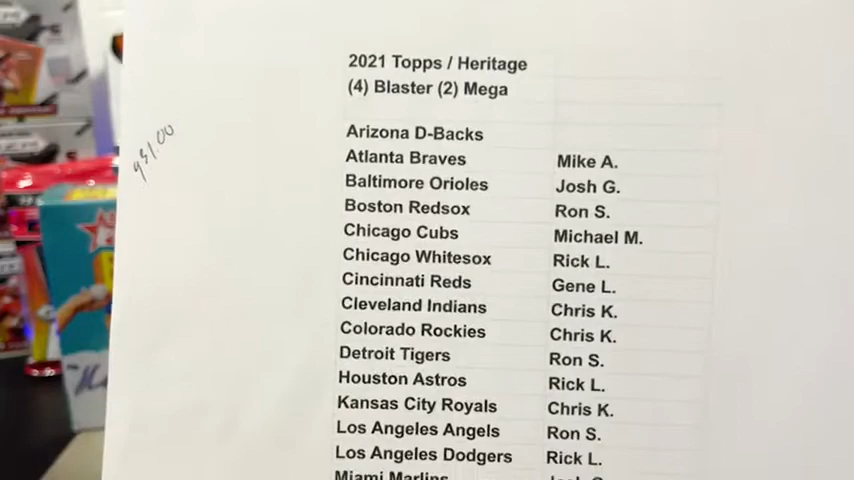 2021 Topps / Heritage
(4) Blaster (2) Mega
Arizona D-Backs
Atlanta Braves Mike A.
Baltimore Orioles Josh G.
Boston Redsox Ron S.
Chicago Cubs Michael M.
Chicago Whitesox Rick L.
Cincinnati Reds Gene L.
Cleveland Indians Chris K.
Colorado Rockies Chris K.
Detroit Tigers Ron S.
Houston Astros Rick L.
Kansas City Royals Chris K.
Los Angeles Angels Ron S.
Los Angeles Dodgers Rick L.
Miami Marlins